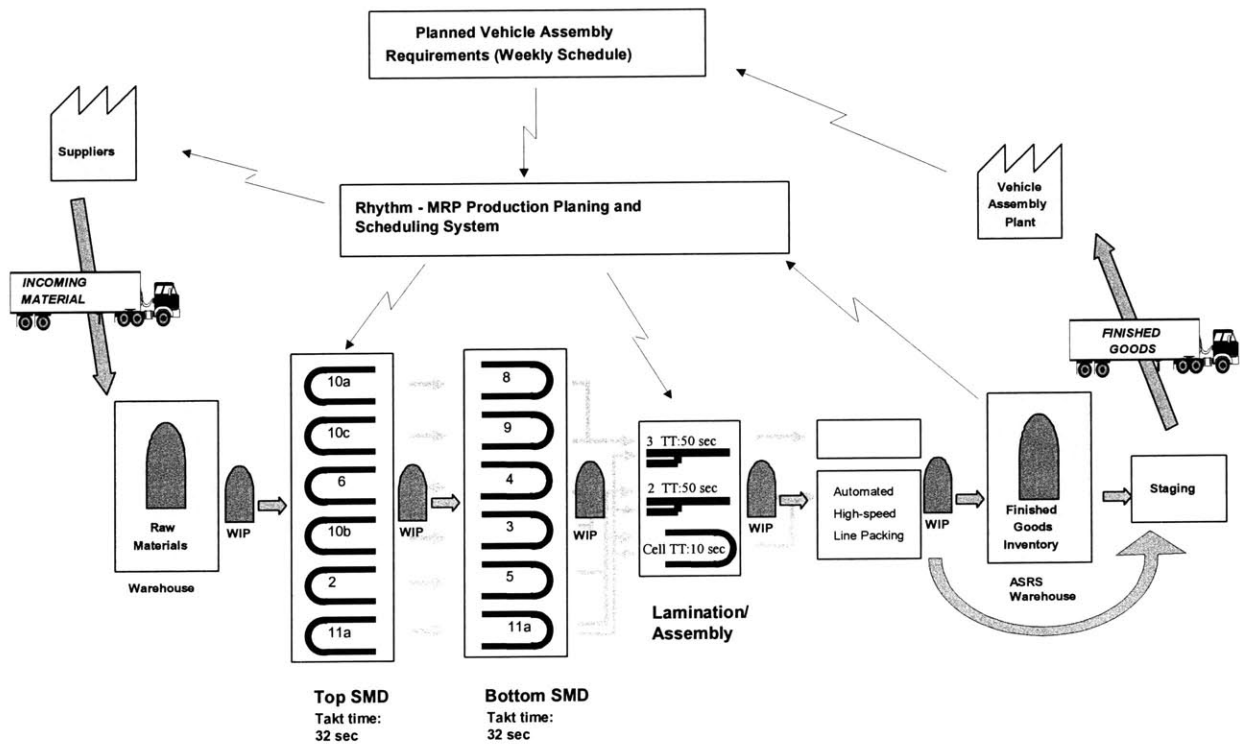 Planned Vehicle Assembly
Requirements (Weekly Schedule)
Suppliers
Rhythm - MRP Production Planing and
Scheduling System
Vehicle
Assembly
Plant
INCOMING
MATERIAL
FINISHED
GOODS
Raw
Materials
Warehouse
WIP
10a
10c
6
10b
2
11a
Top SMD
Takt time:
32 sec
WIP
8
9
4
3
5
11a
Bottom SMD
Takt time:
32 sec
WIP
3 TT:50 sec
2 TT:50 sec
Cell TT:10 sec
Lamination/
Assembly
WIP
Automated
High-speed
Line Packing
WIP
Finished
Goods
Inventory
ASRS
Warehouse
Staging